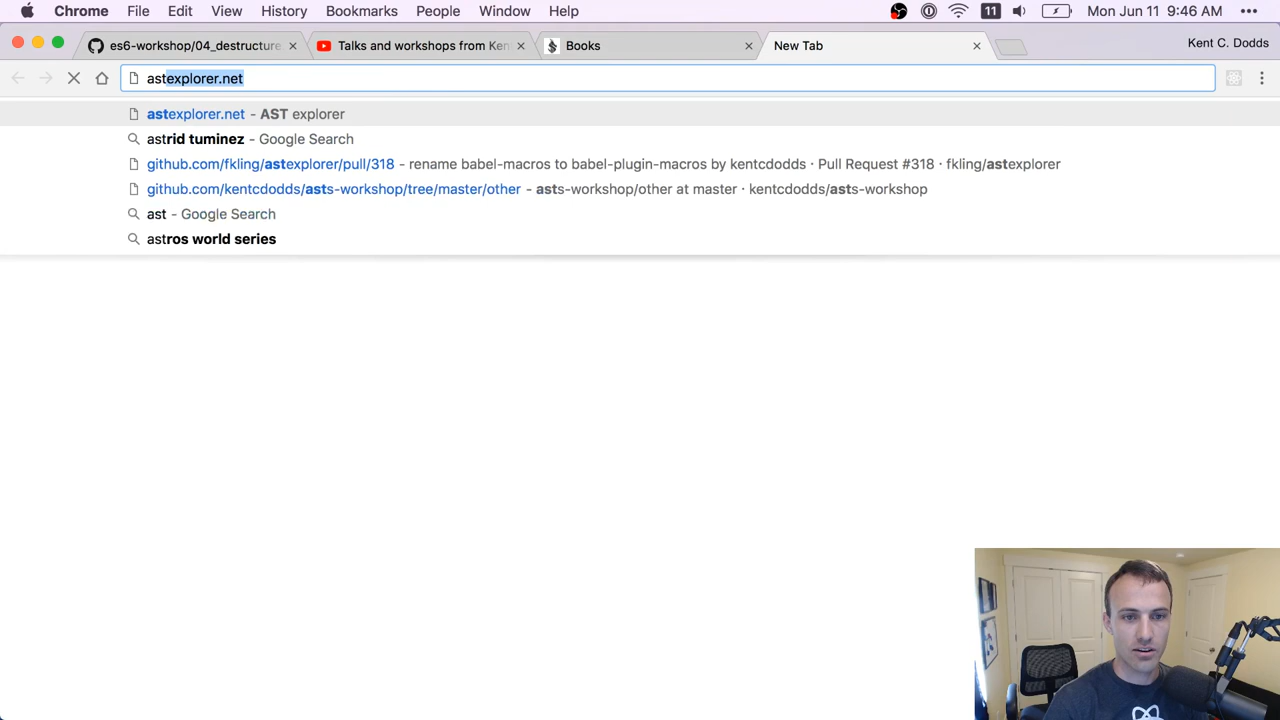 Chrome File Edit View History Bookmarks People Window Help 11 Mon Jun 11 9:46 AM
es6-workshop/04_destructure Talks and workshops from Ken Books New Tab Kent C. Dodds
astexplorer.net
astexplorer.net - AST explorer
astrid tuminez - Google Search
github.com/fkling/astexplorer/pull/318 - rename babel-macros to babel-plugin-macros by kentcdodds · Pull Request #318 · fkling/astexplorer
github.com/kentcdodds/asts-workshop/tree/master/other - asts-workshop/other at master · kentcdodds/asts-workshop
ast - Google Search
astros world series